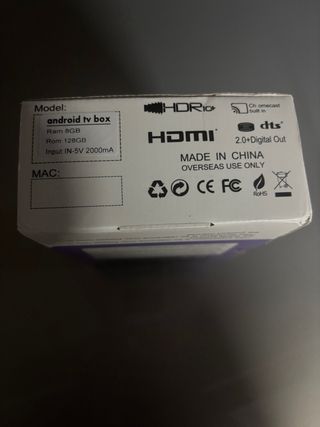 Model:
android tv box
Ram 8GB
Rom 128GB
Input IN-5V 2000mA
MAC:
HDR10+
Chromecast
built in
HDMI
dts
2.0+Digital Out
MADE IN CHINA
OVERSEAS USE ONLY
CE FC
RoHS